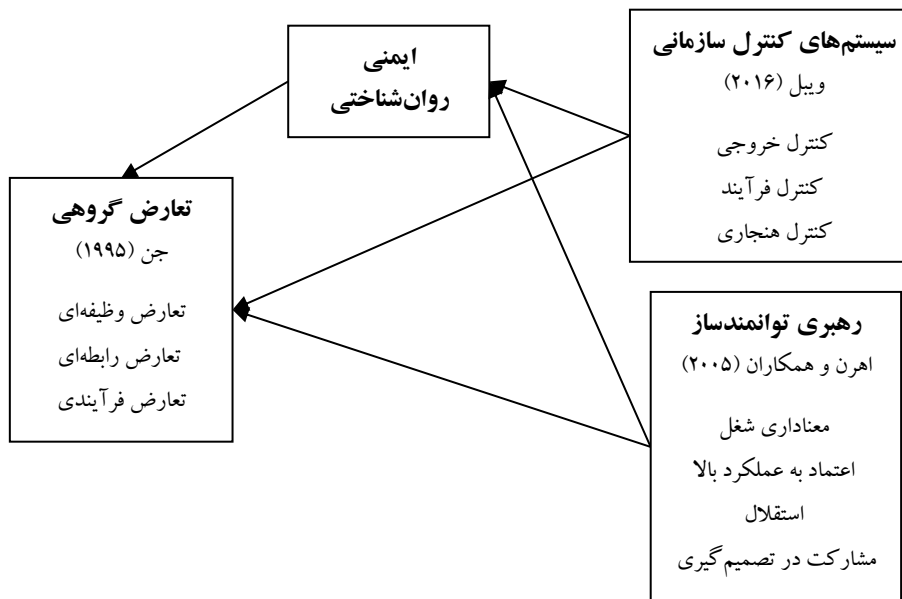 سیستم‌های کنترل سازمانی
ویبل (۲۰۱۶)
کنترل خروجی
کنترل فرآیند
کنترل هنجاری
ایمنی
روان‌شناختی
تعارض گروهی
جن (۱۹۹۵)
تعارض وظیفه‌ای
تعارض رابطه‌ای
تعارض فرآیندی
رهبری توانمندساز
اهرن و همکاران (۲۰۰۵)
معناداری شغل
اعتماد به عملکرد بالا
استقلال
مشارکت در تصمیم‌گیری